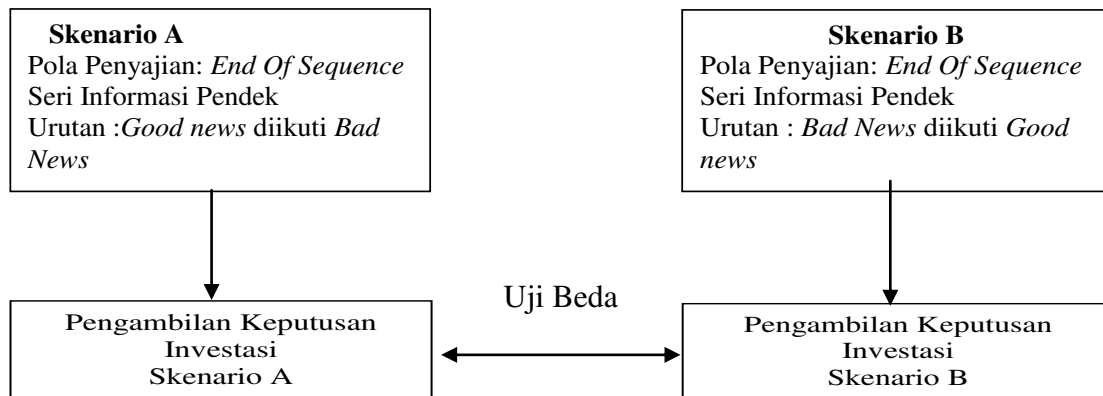 Skenario A
Pola Penyajian: End Of Sequence
Seri Informasi Pendek
Urutan :Good news diikuti Bad
News
Skenario B
Pola Penyajian: End Of Sequence
Seri Informasi Pendek
Urutan : Bad News diikuti Good
news
Uji Beda
Pengambilan Keputusan
Investasi
Skenario A
Pengambilan Keputusan
Investasi
Skenario B